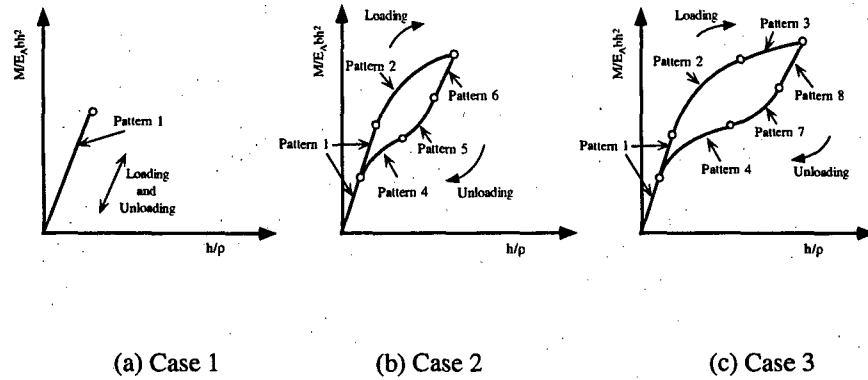 M/E_A bh²
Pattern 1
Loading
and
Unloading
h/ρ
(a) Case 1
M/E_A bh²
Loading
Pattern 2
Pattern 6
Pattern 1
Pattern 5
Pattern 4
Unloading
h/ρ
(b) Case 2
M/E_A bh²
Loading
Pattern 3
Pattern 2
Pattern 8
Pattern 1
Pattern 7
Pattern 4
Unloading
h/ρ
(c) Case 3